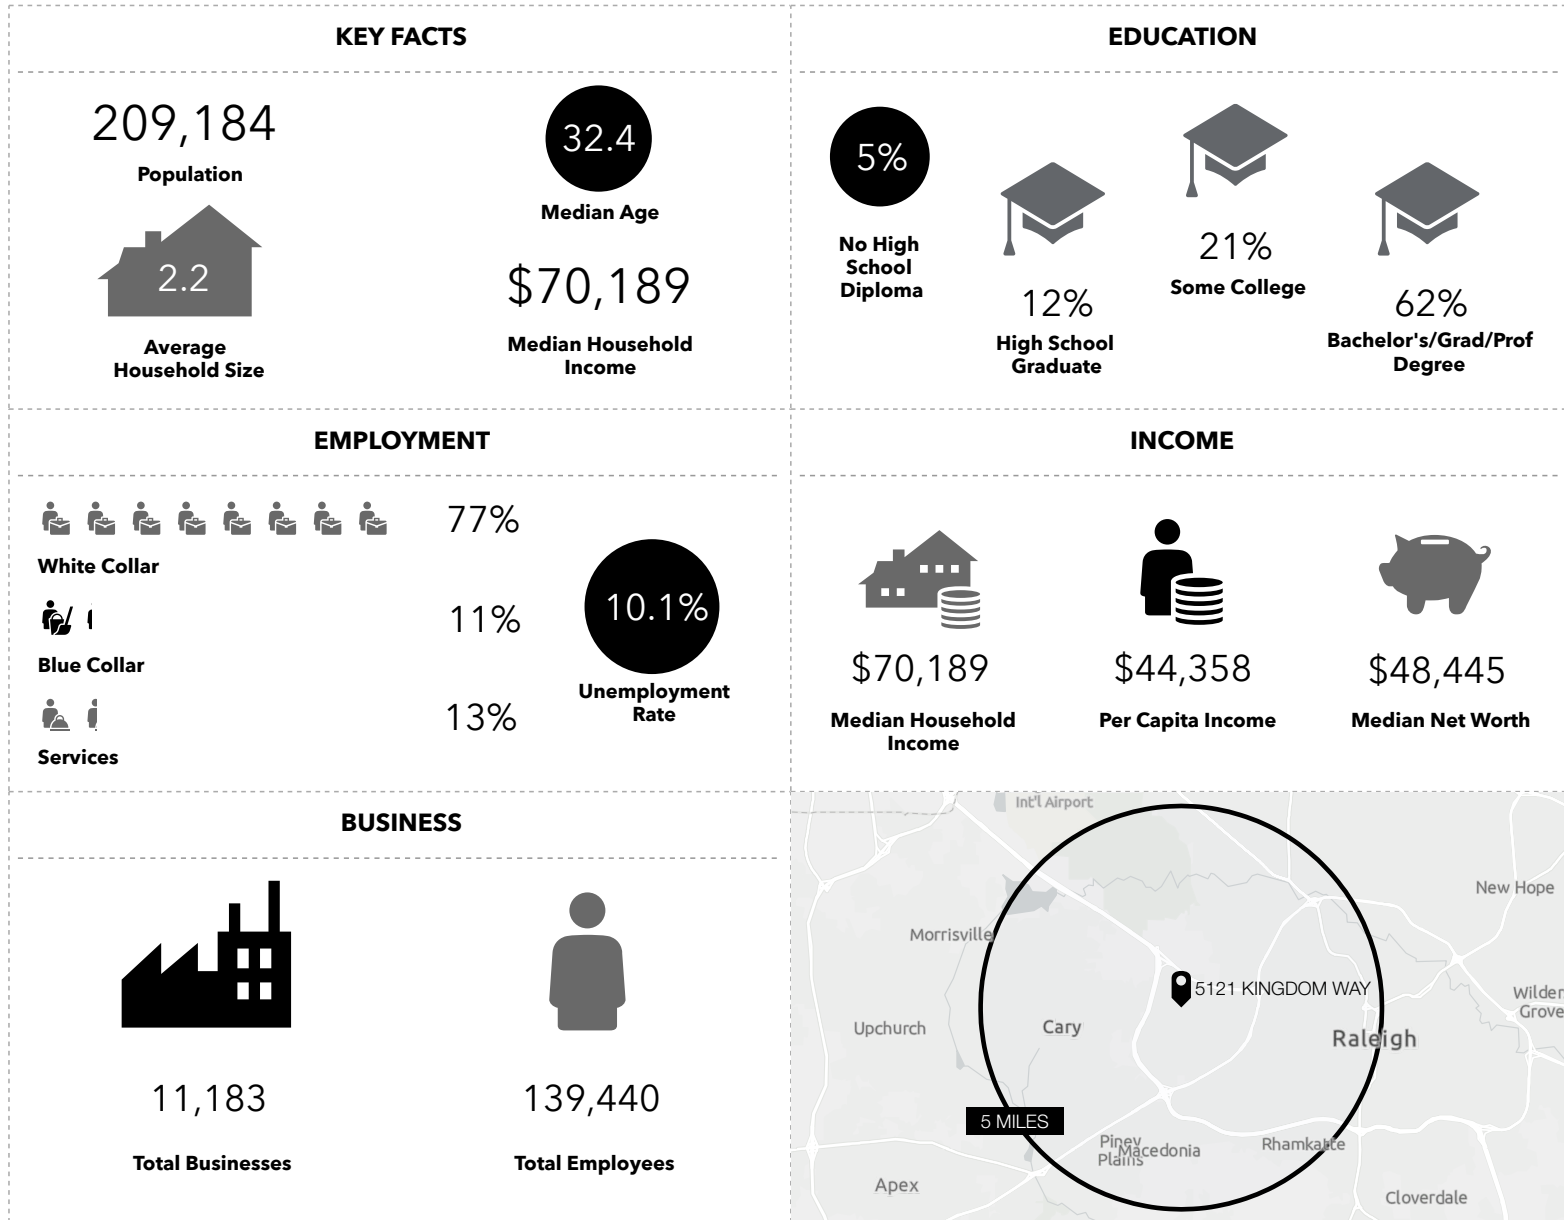 KEY FACTS
209,184
Population
32.4
Median Age
2.2
Average
Household Size
$70,189
Median Household
Income
EDUCATION
5%
No High
School
Diploma
12%
High School
Graduate
21%
Some College
62%
Bachelor's/Grad/Prof
Degree
EMPLOYMENT
77%
White Collar
11%
Blue Collar
13%
Services
10.1%
Unemployment
Rate
INCOME
$70,189
Median Household
Income
$44,358
Per Capita Income
$48,445
Median Net Worth
BUSINESS
11,183
Total Businesses
139,440
Total Employees
Int'l Airport
New Hope
Morrisville
5121 KINGDOM WAY
Wilder
Grove
Upchurch
Cary
Raleigh
5 MILES
Piney
Plains
Macedonia
Rhamkatte
Apex
Cloverdale